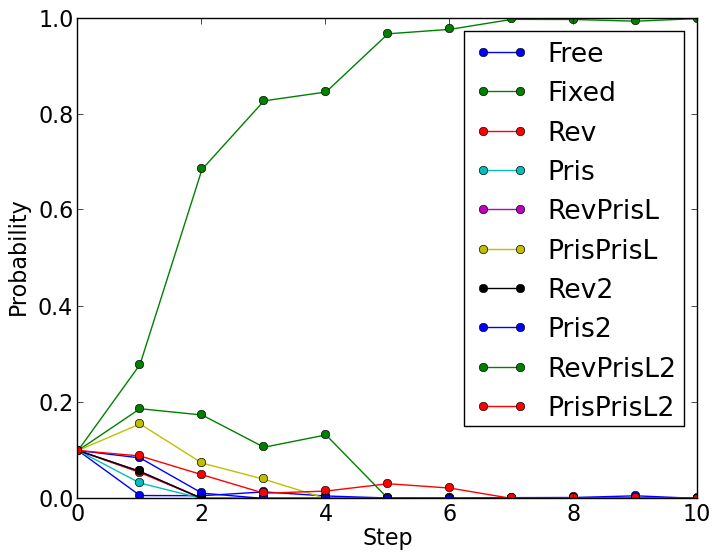 1.0
0.8
0.6
0.4
0.2
0.0
Probability
0 2 4 6 8 10
Step
Free
Fixed
Rev
Pris
RevPrisL
PrisPrisL
Rev2
Pris2
RevPrisL2
PrisPrisL2